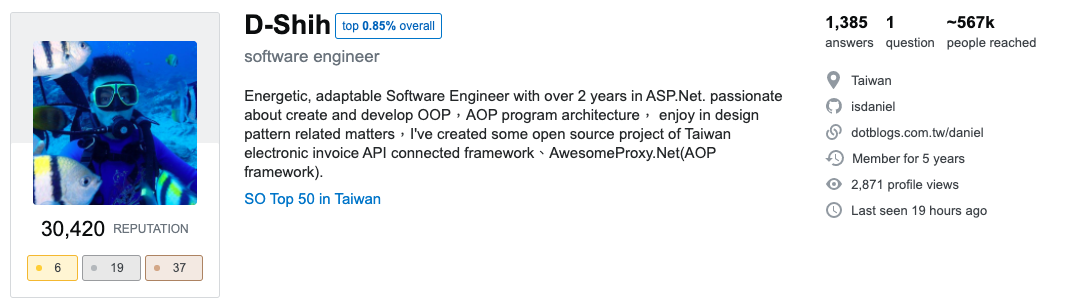 D-Shih top 0.85% overall
software engineer
Energetic, adaptable Software Engineer with over 2 years in ASP.Net. passionate
about create and develop OOP，AOP program architecture， enjoy in design
pattern related matters，I've created some open source project of Taiwan
electronic invoice API connected framework、AwesomeProxy.Net(AOP
framework).
SO Top 50 in Taiwan
30,420 REPUTATION
6 19 37
1,385 1 ~567k
answers question people reached
Taiwan
isdaniel
dotblogs.com.tw/daniel
Member for 5 years
2,871 profile views
Last seen 19 hours ago